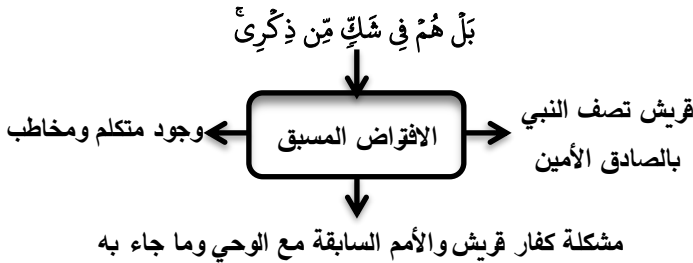 بَلۡ هُمۡ فِي شَكّٖ مِّن ذِكۡرِيۚ
قريش تصف النبي
بالصادق الأمين
الافتراض المسبق
وجود متكلم ومخاطب
مشكلة كفار قريش والأمم السابقة مع الوحي وما جاء به